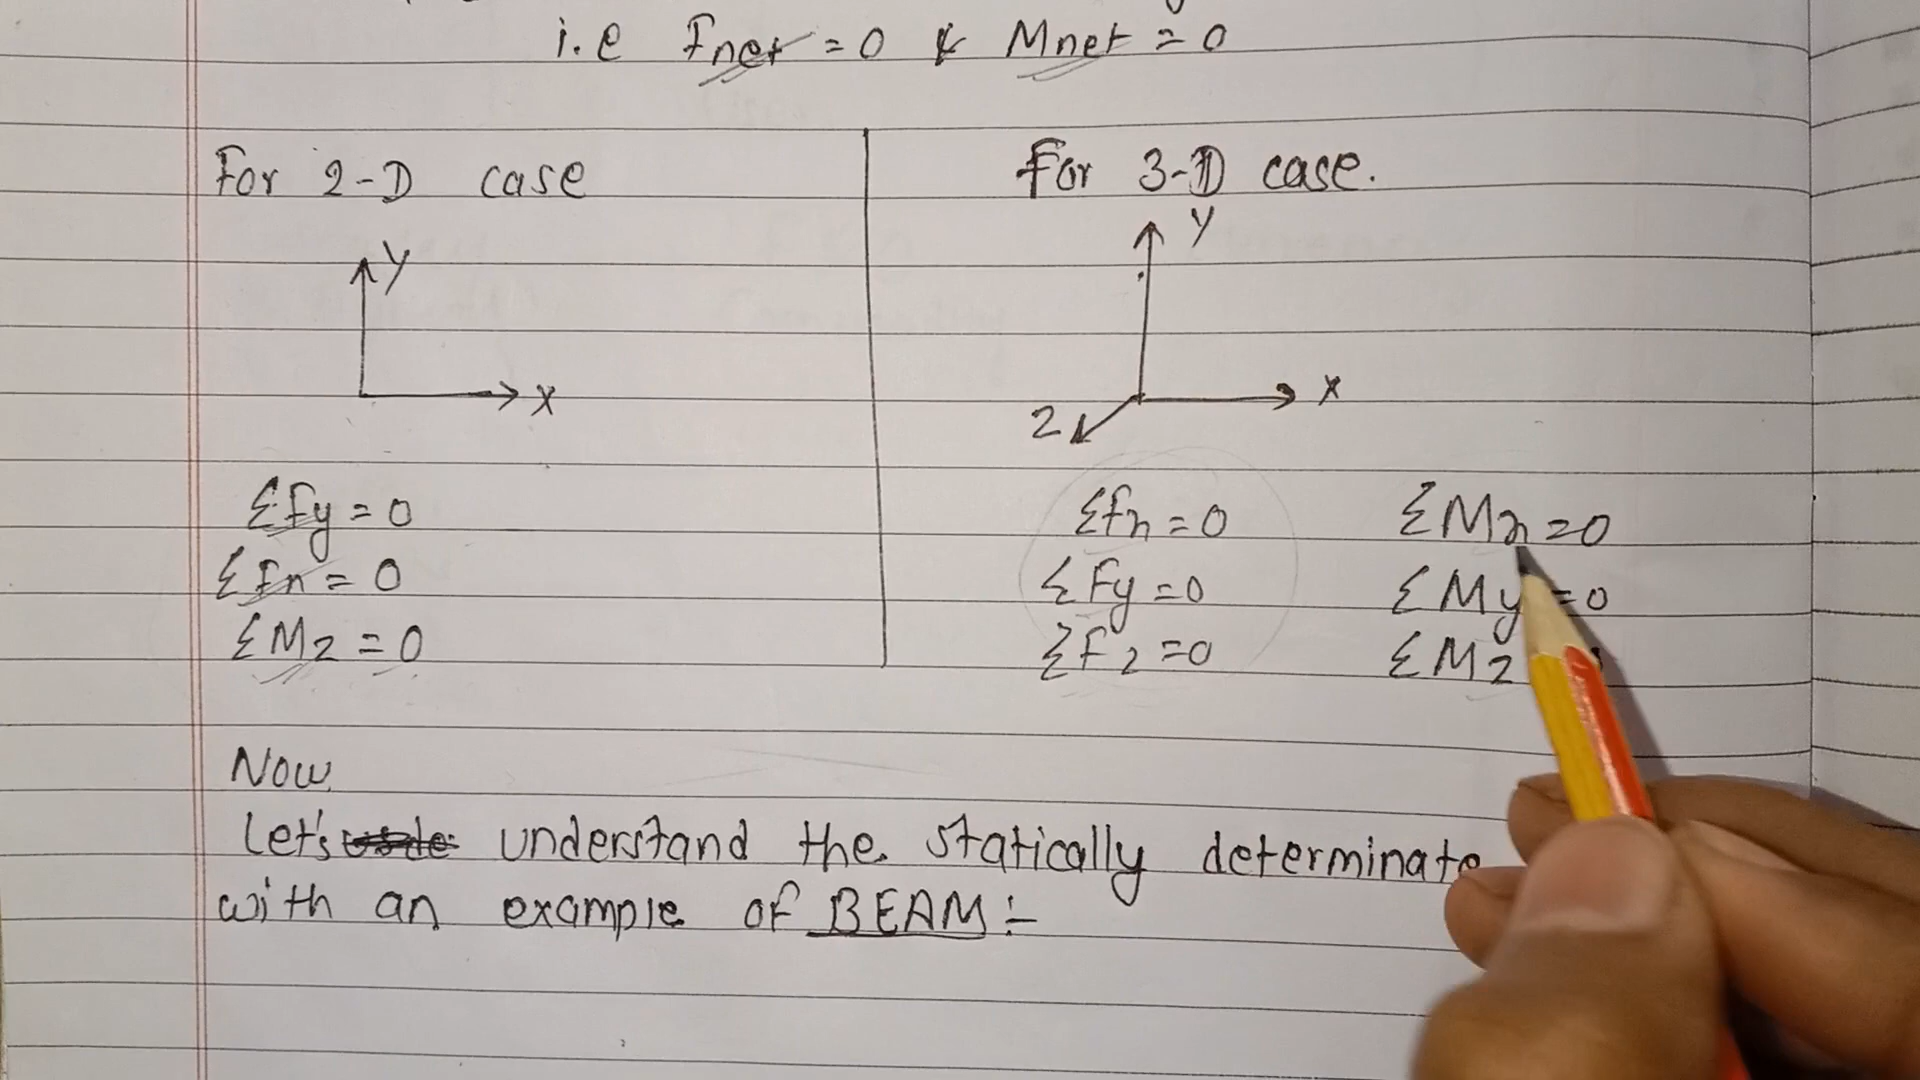 i.e Fnet = 0 & Mnet = 0
For 2-D case
Y
X
ΣFy = 0
ΣFx = 0
ΣMz = 0
For 3-D case.
Y
X
Z
ΣFx = 0 ΣMx = 0
ΣFy = 0 ΣMy = 0
ΣFz = 0 ΣMz
Now
Let's understand the statically determinate
with an example of BEAM :-